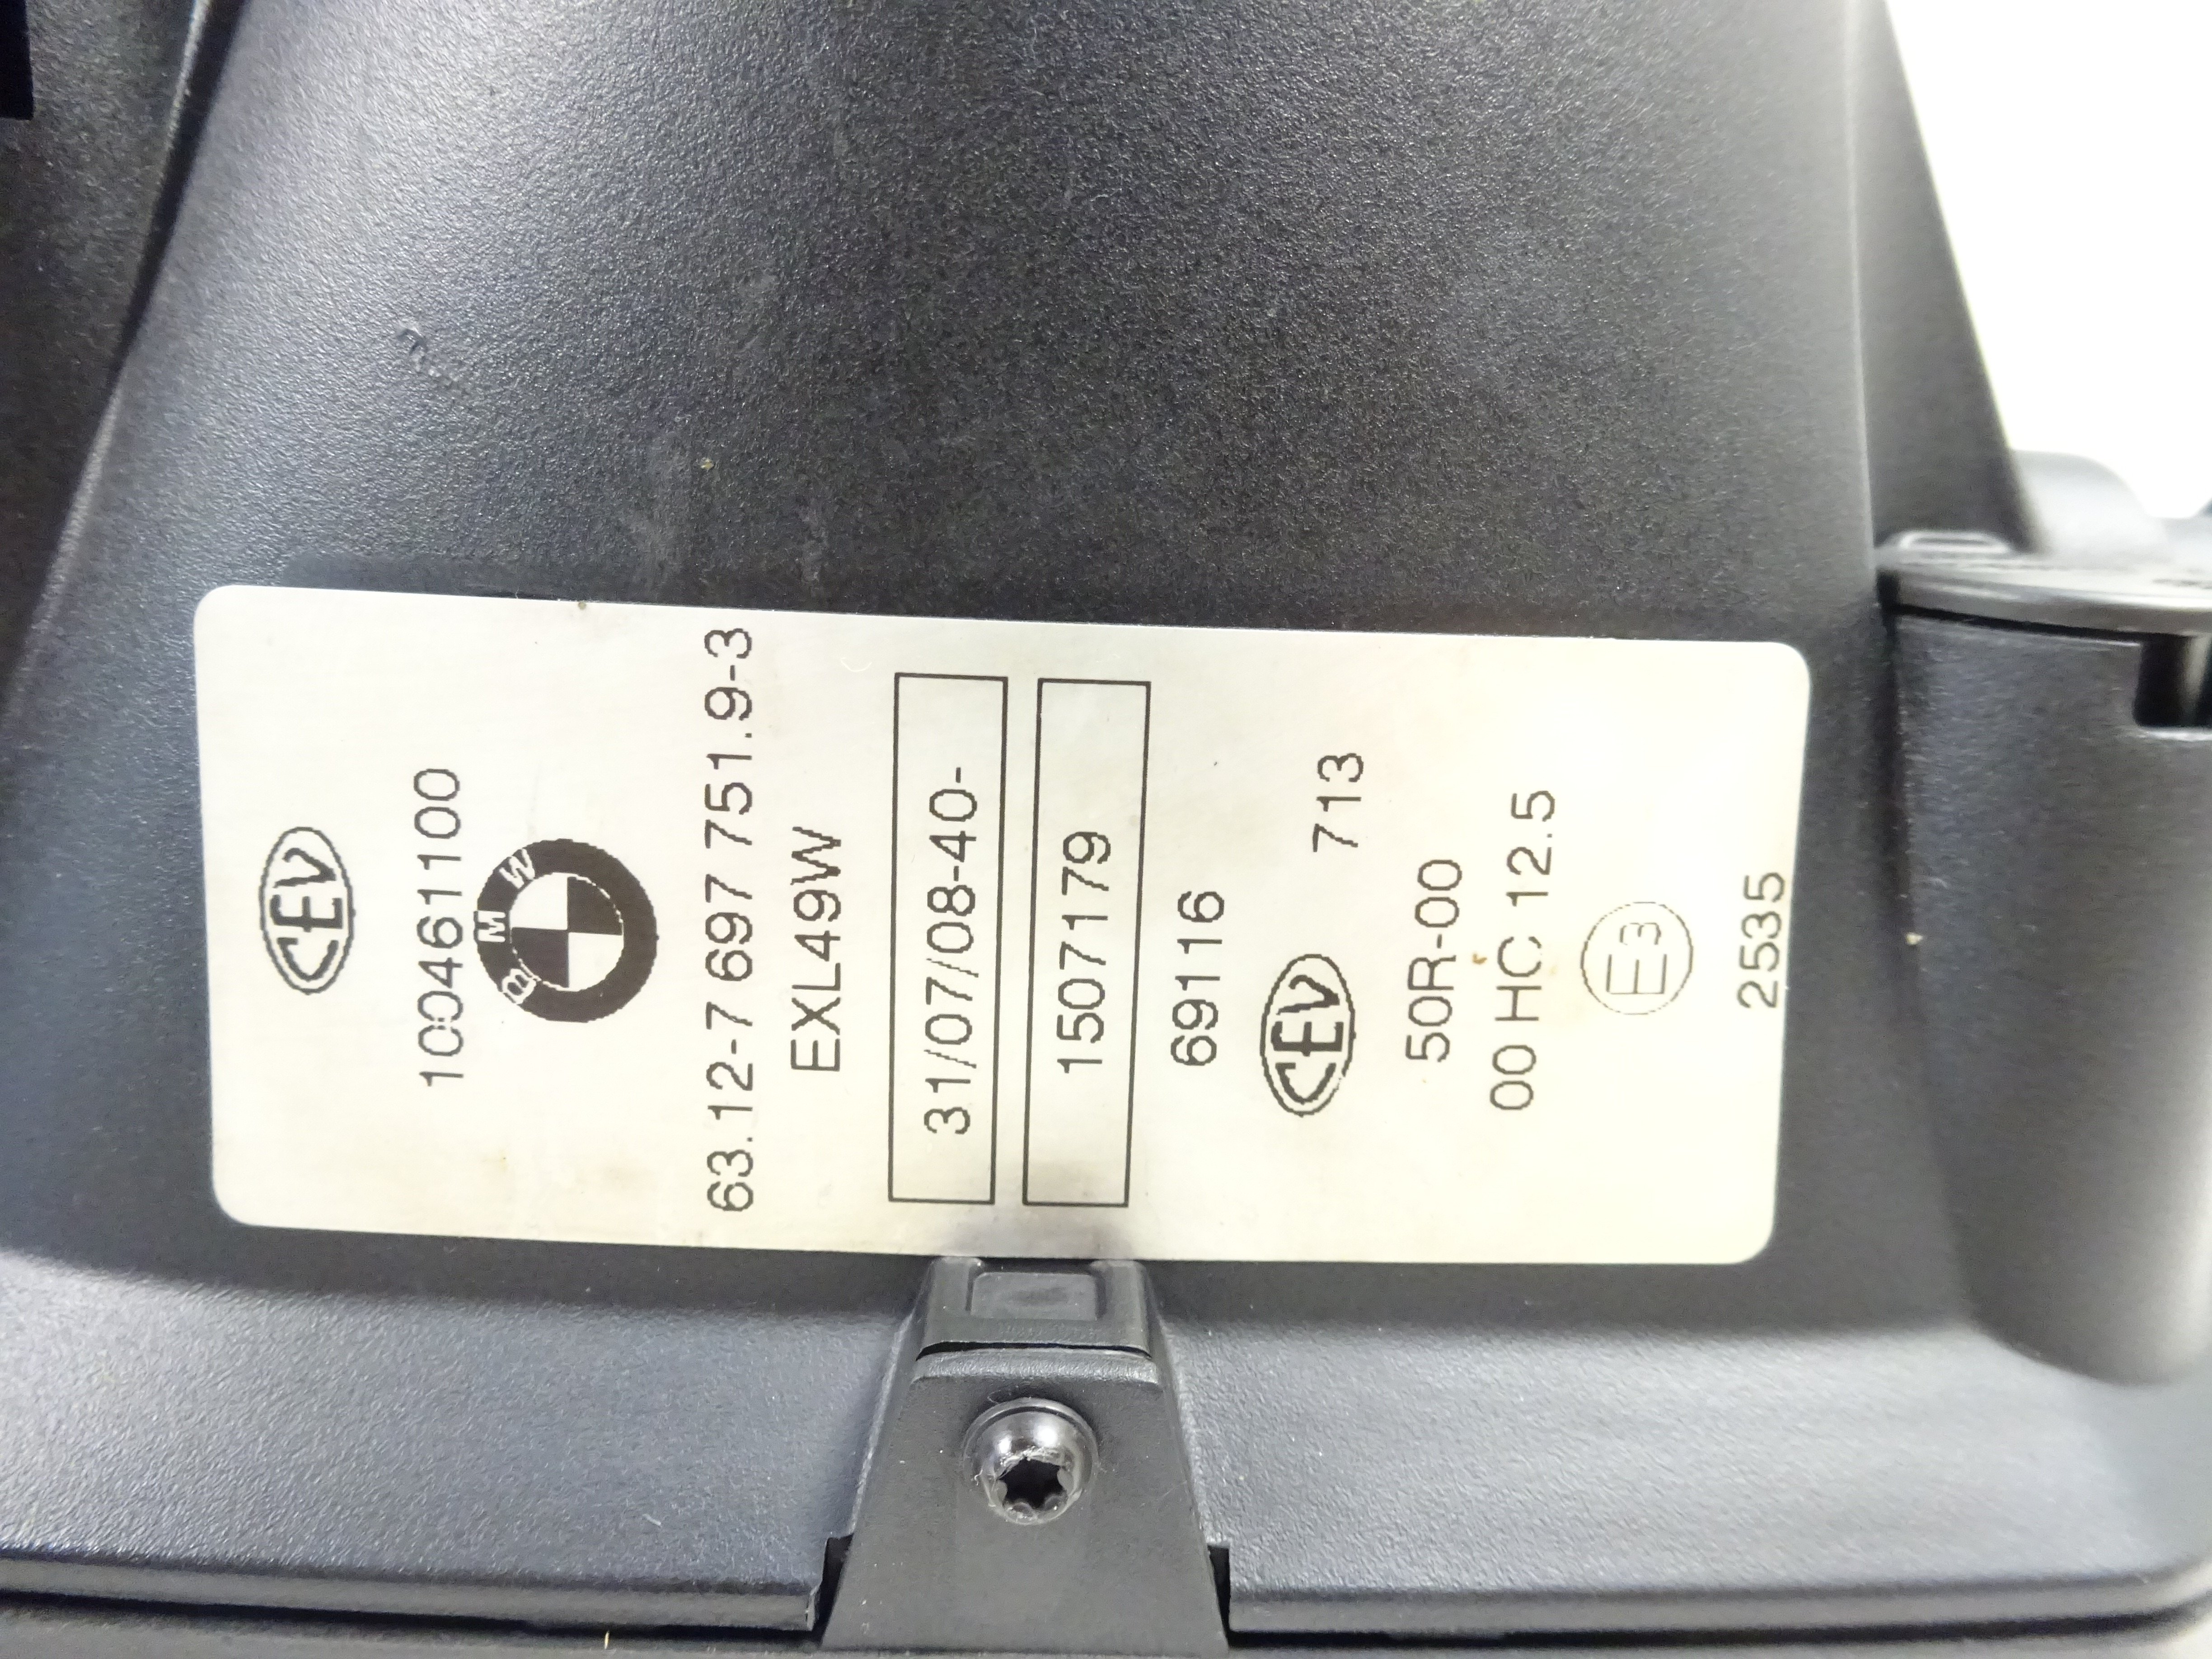 CEV
100461100
BMW
63.12-7 697 751.9-3
EXL49W
31/07/08-40-
1507179
69116
CEV 713
50R-00
00 HC 12.5
E3
2535